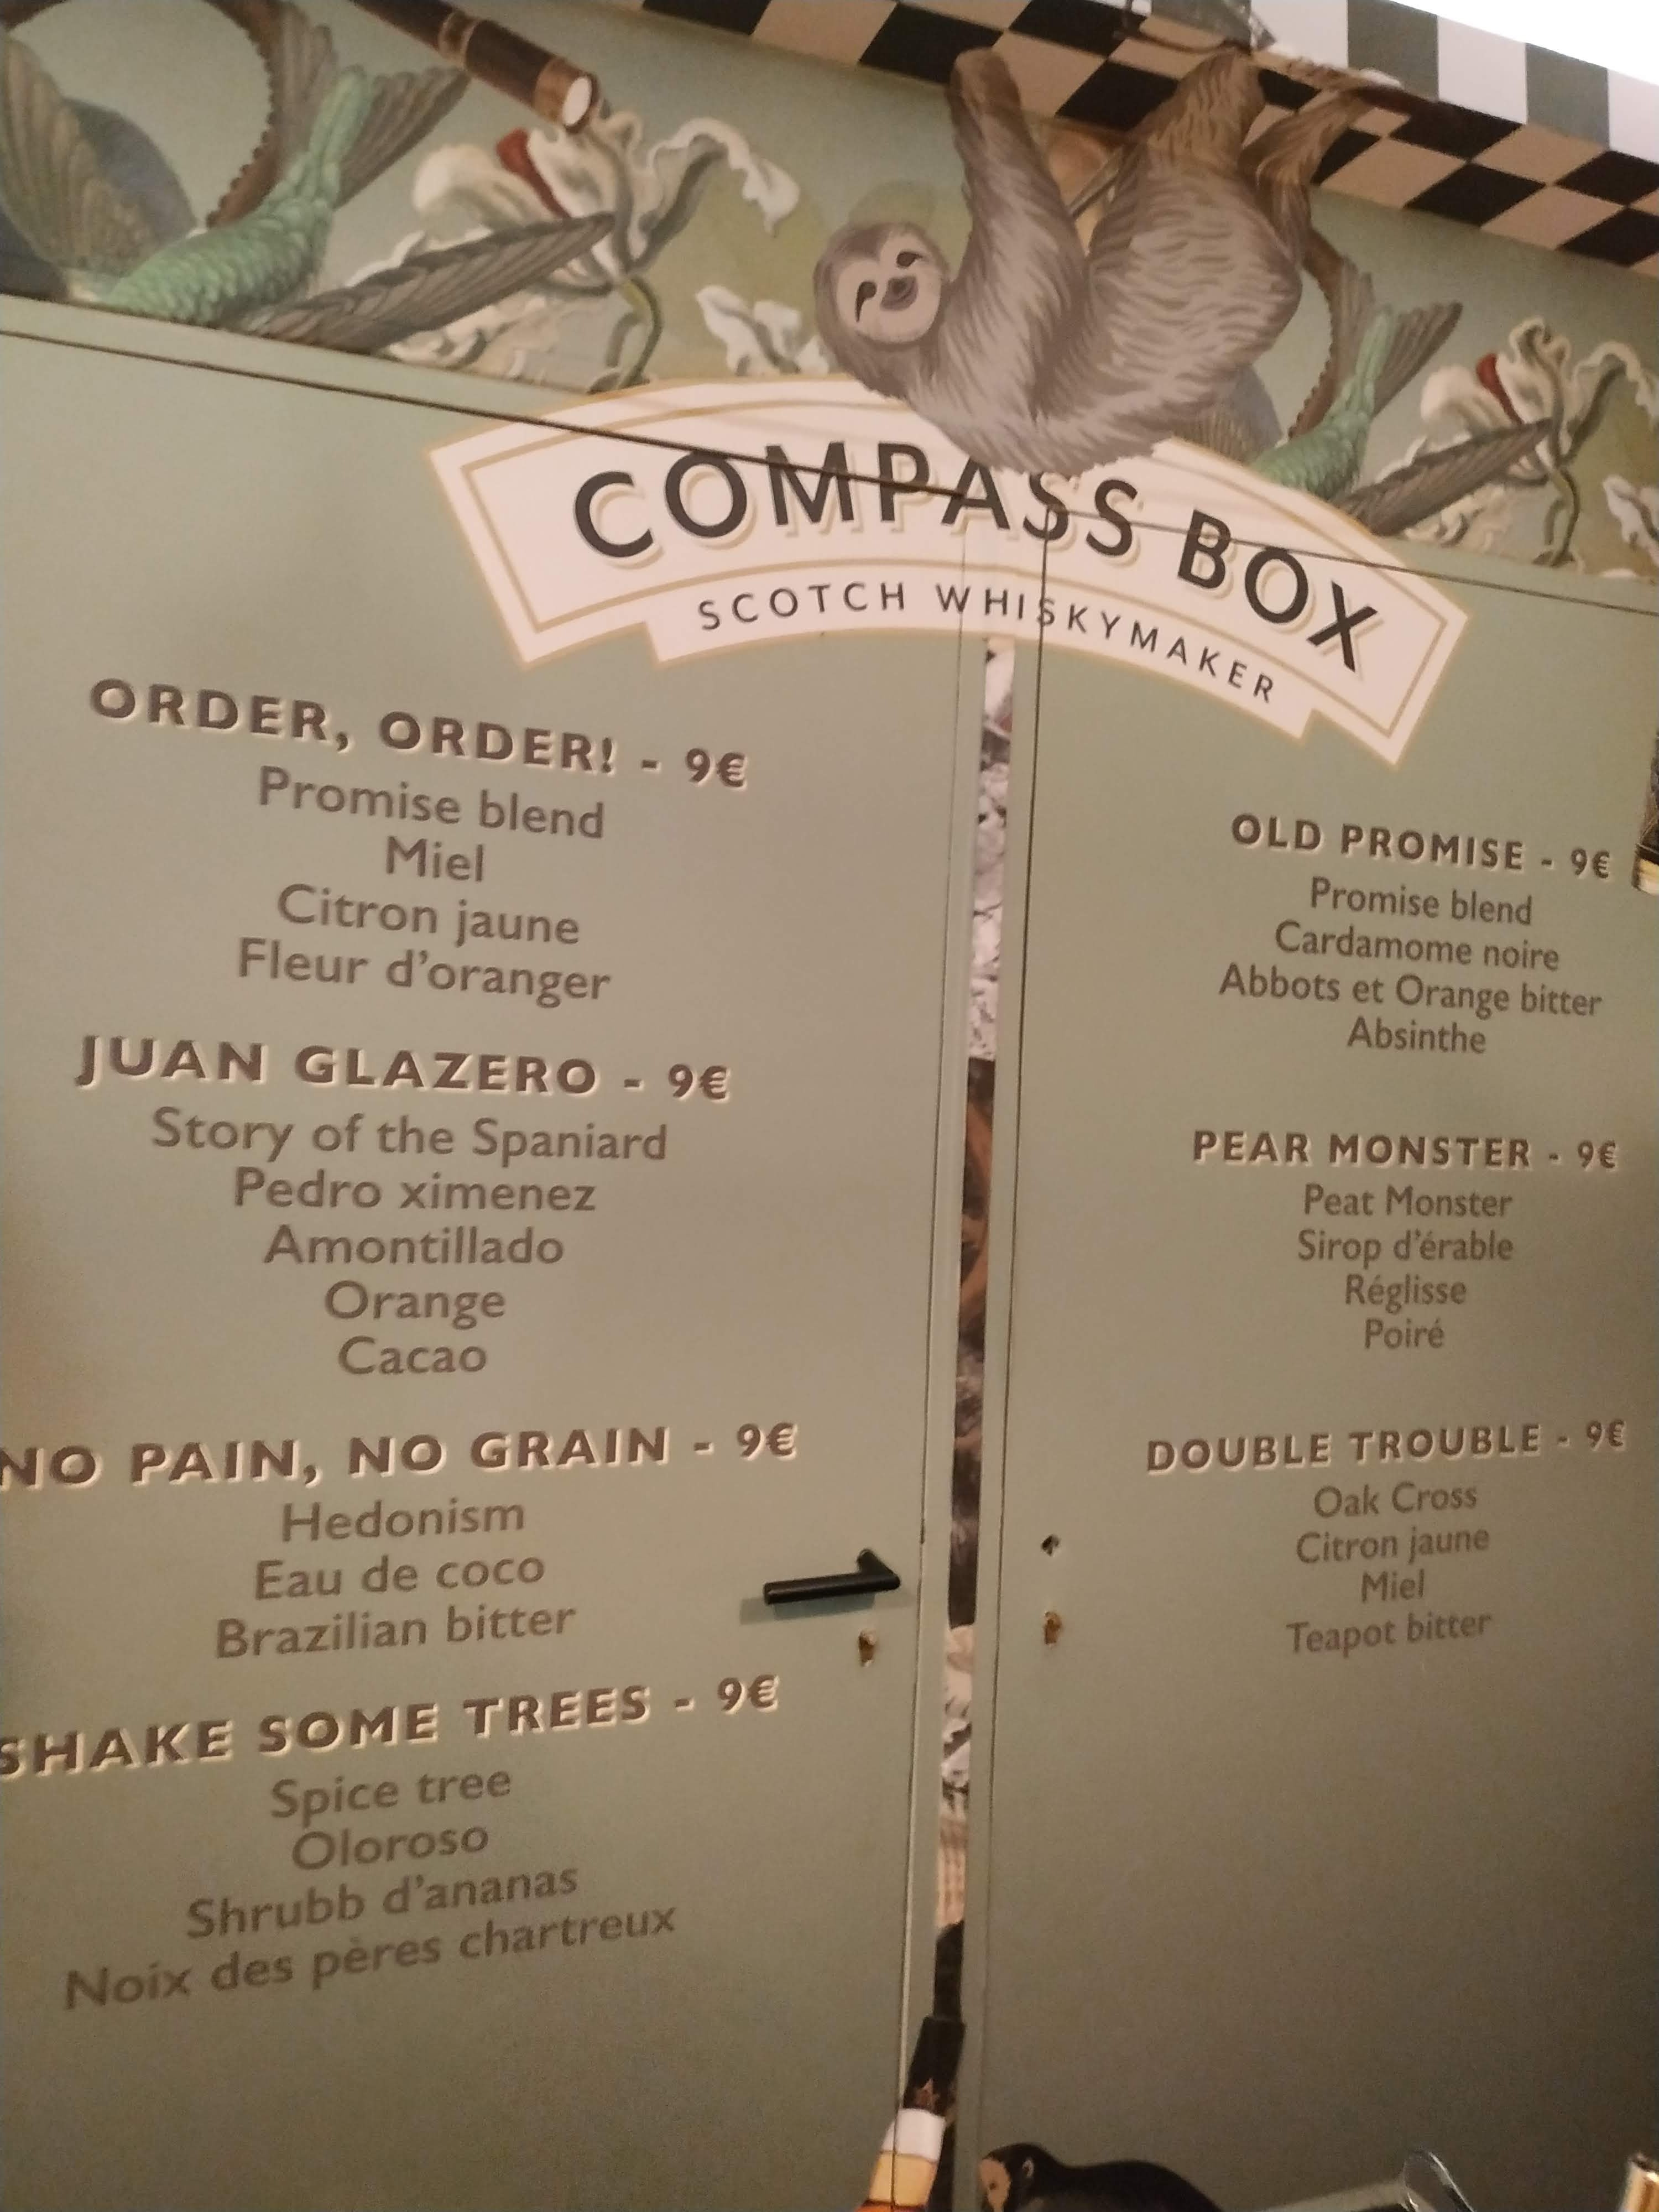 COMPASS BOX
SCOTCH WHISKYMAKER
ORDER, ORDER! - 9€
Promise blend
Miel
Citron jaune
Fleur d'oranger
JUAN GLAZERO - 9€
Story of the Spaniard
Pedro ximenez
Amontillado
Orange
Cacao
NO PAIN, NO GRAIN - 9€
Hedonism
Eau de coco
Brazilian bitter
SHAKE SOME TREES - 9€
Spice tree
Oloroso
Shrubb d'ananas
Noix des pères chartreux
OLD PROMISE - 9€
Promise blend
Cardamome noire
Abbots et Orange bitter
Absinthe
PEAR MONSTER - 9€
Peat Monster
Sirop d'érable
Réglisse
Poiré
DOUBLE TROUBLE - 9€
Oak Cross
Citron jaune
Miel
Teapot bitter